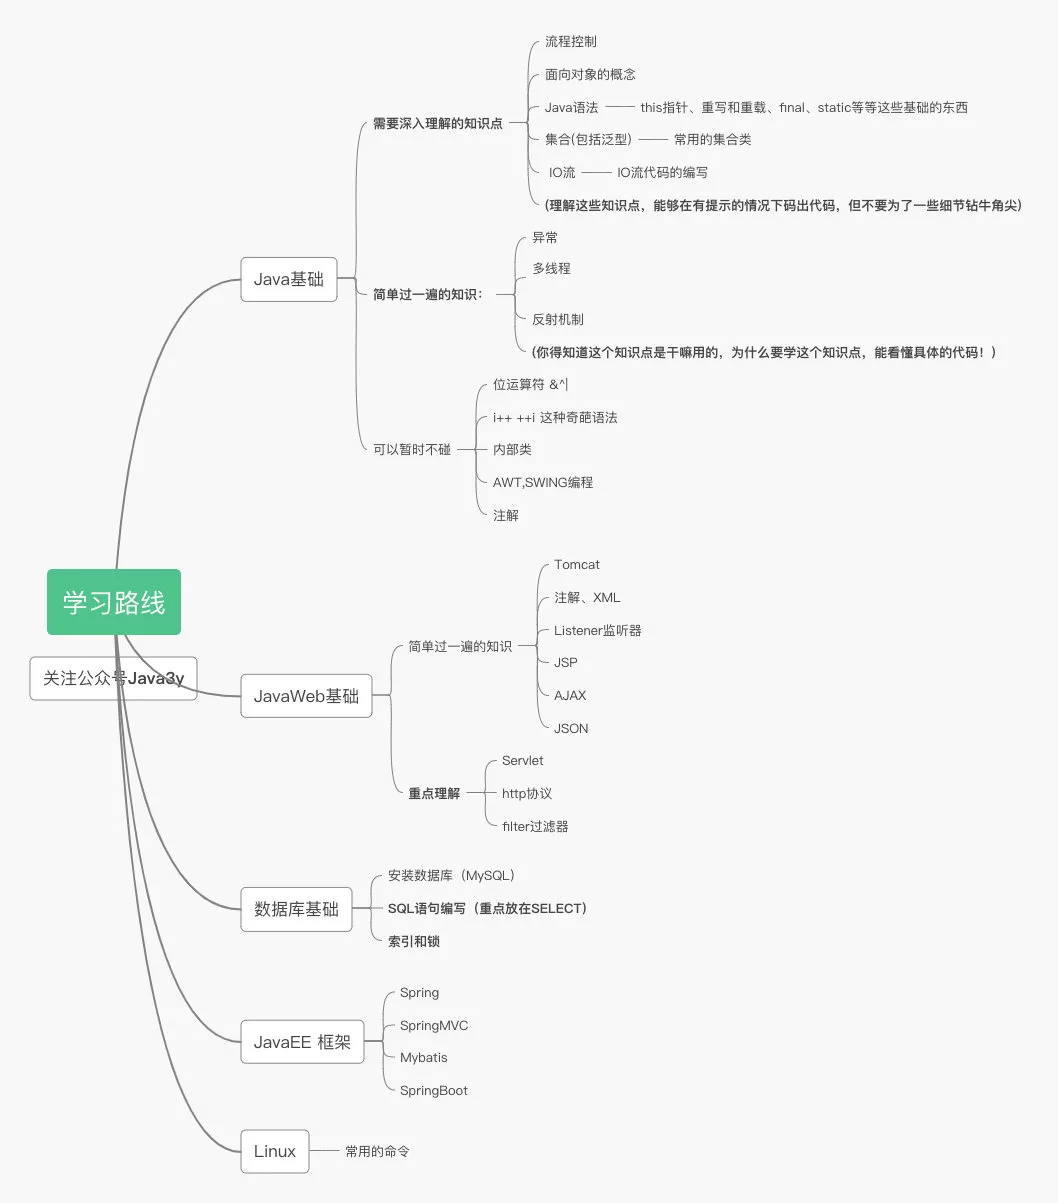 流程控制
面向对象的概念
Java语法
this指针、重写和重载、final、static等等这些基础的东西
需要深入理解的知识点
集合(包括泛型)
常用的集合类
IO流
IO流代码的编写
(理解这些知识点，能够在有提示的情况下码出代码，但不要为了一些细节钻牛角尖)
异常
多线程
Java基础
简单过一遍的知识：
反射机制
(你得知道这个知识点是干嘛用的，为什么要学这个知识点，能看懂具体的代码！)
位运算符 &^|
i++ ++i 这种奇葩语法
可以暂时不碰
内部类
AWT,SWING编程
注解
学习路线
关注公众号Java3y
Tomcat
注解、XML
Listener监听器
简单过一遍的知识
JSP
AJAX
JSON
JavaWeb基础
Servlet
重点理解
http协议
filter过滤器
安装数据库（MySQL）
数据库基础
SQL语句编写（重点放在SELECT）
索引和锁
Spring
SpringMVC
JavaEE 框架
Mybatis
SpringBoot
Linux
常用的命令